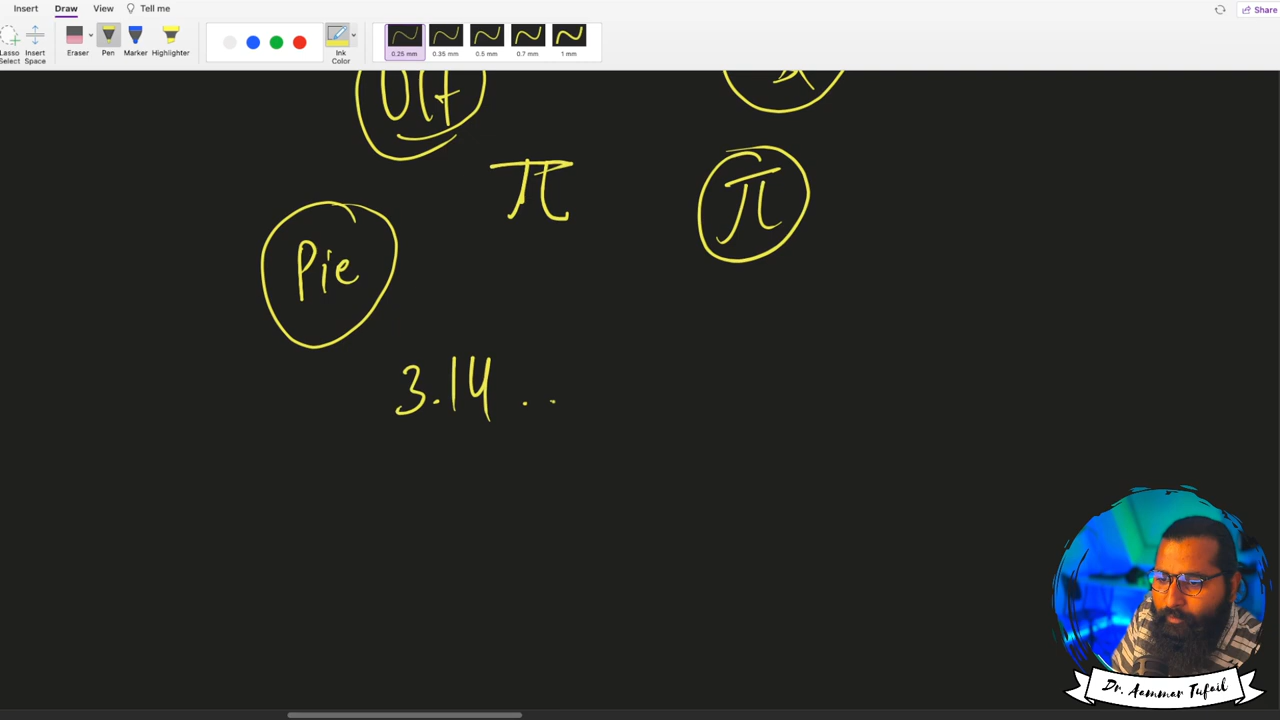 Insert Draw View Tell me
Share
Lasso Select
Insert Space
Eraser
Pen
Marker
Highlighter
Ink Color
0.25 mm
0.35 mm
0.5 mm
0.7 mm
1 mm
π
π
Pie
3.14 ..
Dr. Aammar Tufail